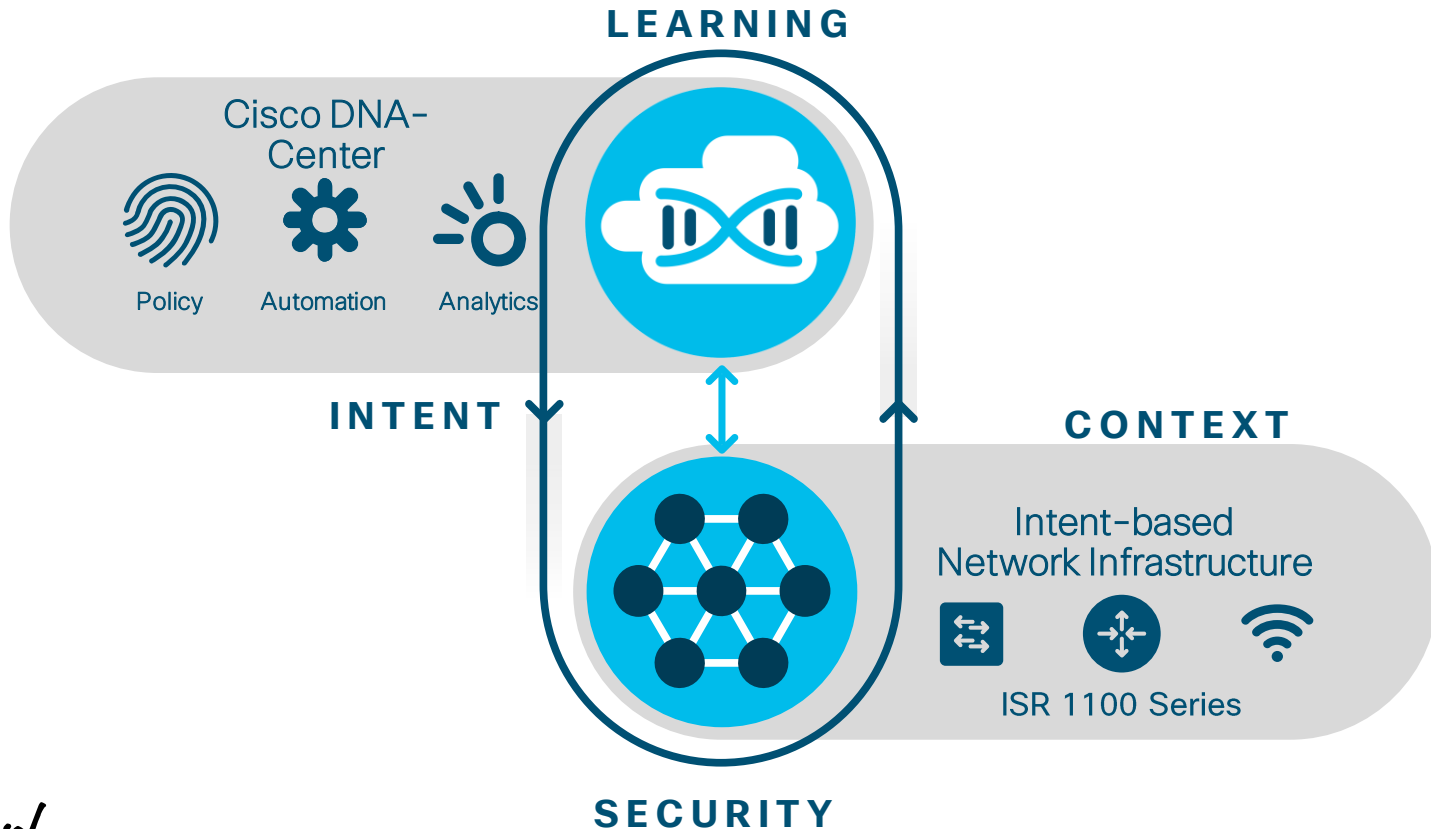 LEARNING
Cisco DNA-
Center
Policy
Automation
Analytics
INTENT
CONTEXT
Intent-based
Network Infrastructure
ISR 1100 Series
SECURITY